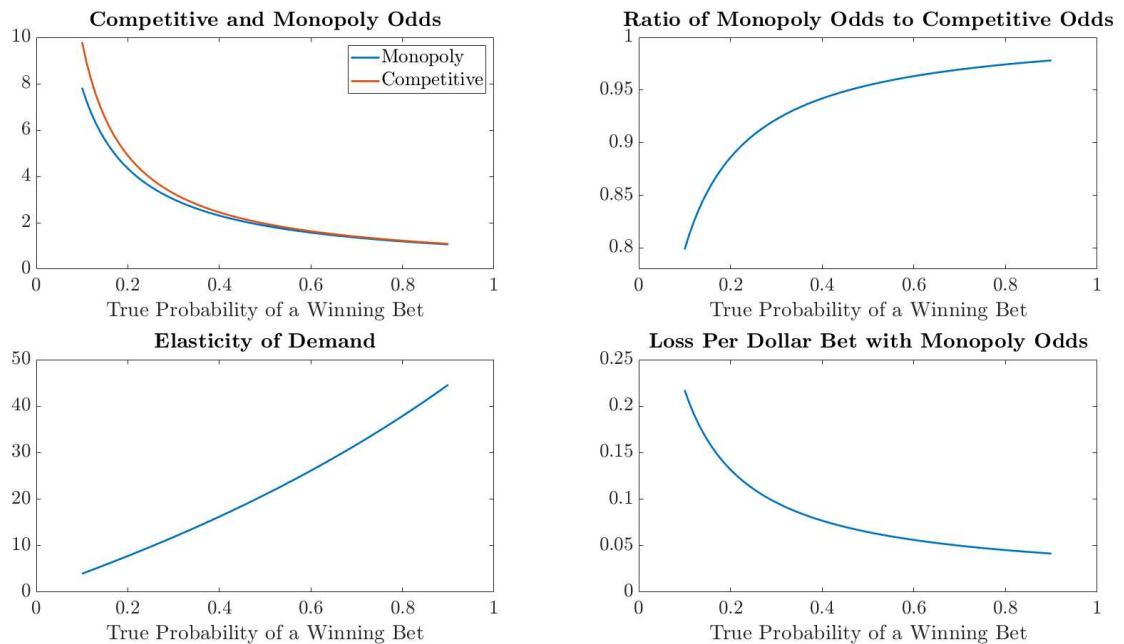 Competitive and Monopoly Odds
10
8
6
4
2
0
0 0.2 0.4 0.6 0.8 1
Monopoly
Competitive
True Probability of a Winning Bet
Ratio of Monopoly Odds to Competitive Odds
1
0.95
0.9
0.85
0.8
0 0.2 0.4 0.6 0.8 1
True Probability of a Winning Bet
Elasticity of Demand
50
40
30
20
10
0
0 0.2 0.4 0.6 0.8 1
True Probability of a Winning Bet
Loss Per Dollar Bet with Monopoly Odds
0.25
0.2
0.15
0.1
0.05
0
0 0.2 0.4 0.6 0.8 1
True Probability of a Winning Bet